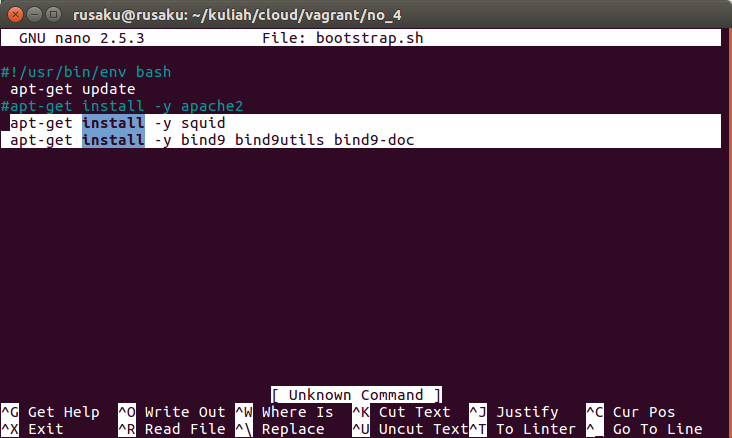 rusaku@rusaku: ~/kuliah/cloud/vagrant/no_4
GNU nano 2.5.3 File: bootstrap.sh
#!/usr/bin/env bash
apt-get update
#apt-get install -y apache2
apt-get install -y squid
apt-get install -y bind9 bind9utils bind9-doc
[ Unknown Command ]
^G Get Help ^O Write Out ^W Where Is ^K Cut Text ^J Justify ^C Cur Pos
^X Exit ^R Read File ^\ Replace ^U Uncut Text ^T To Linter ^_ Go To Line